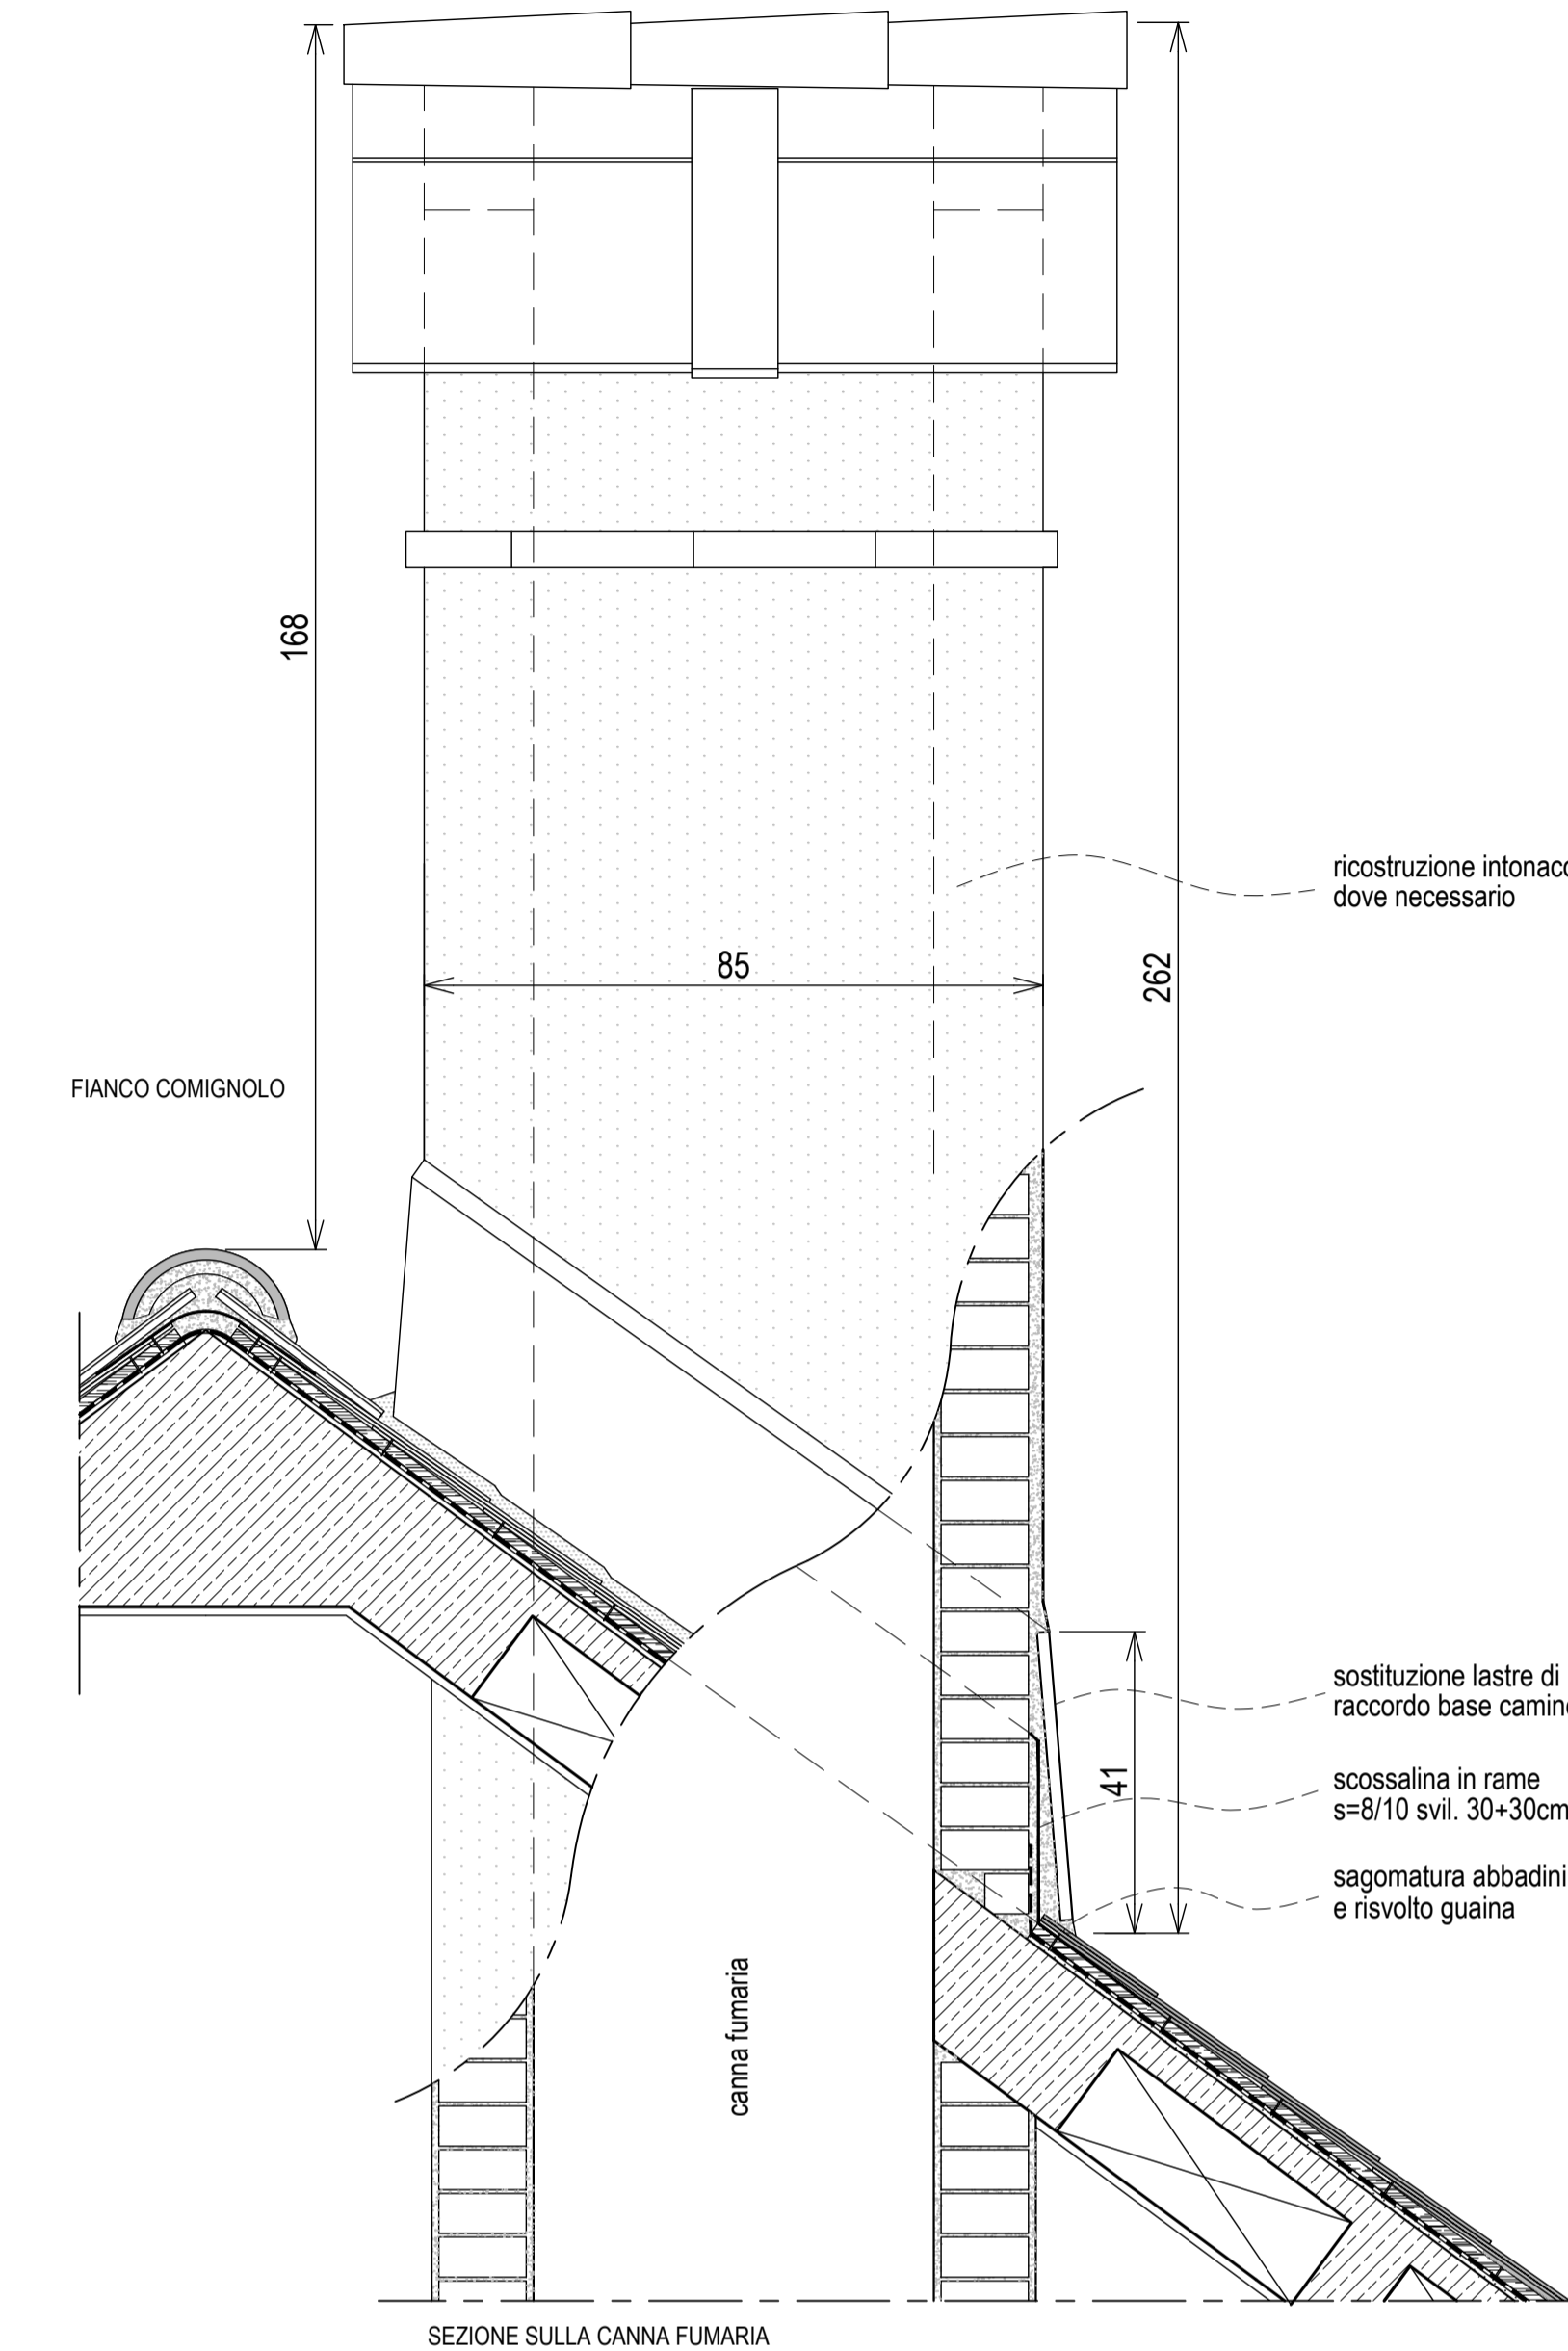 168
ricostruzione intonaco
dove necessario
85
262
FIANCO COMIGNOLO
sostituzione lastre di
raccordo base camino
41
scossalina in rame
s=8/10 svil. 30+30cm
sagomatura abbadini
e risvolto guaina
canna fumaria
SEZIONE SULLA CANNA FUMARIA